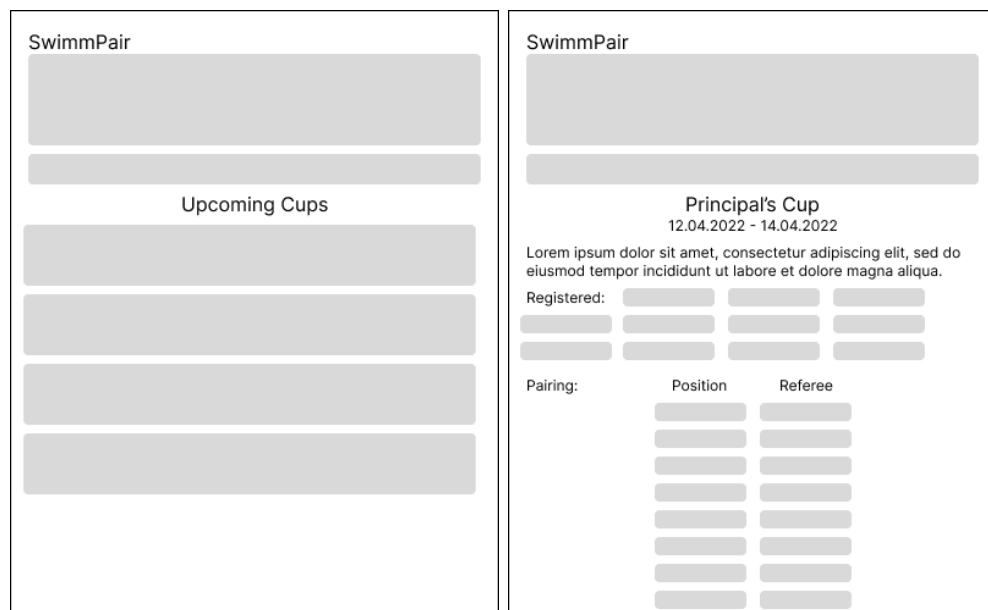 SwimmPair
Upcoming Cups
SwimmPair
Principal’s Cup
12.04.2022 - 14.04.2022
Lorem ipsum dolor sit amet, consectetur adipiscing elit, sed do
eiusmod tempor incididunt ut labore et dolore magna aliqua.
Registered:
Pairing: Position Referee